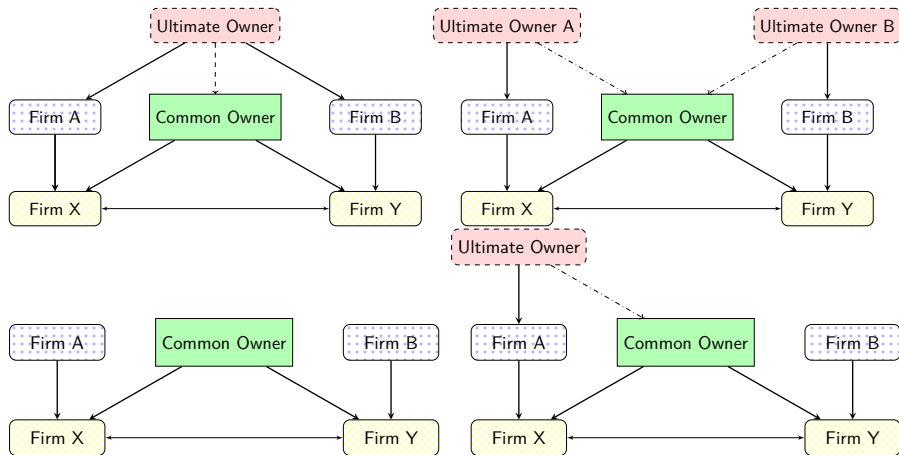 Ultimate Owner
Firm A
Common Owner
Firm B
Firm X
Firm Y
Ultimate Owner A
Ultimate Owner B
Firm A
Common Owner
Firm B
Firm X
Firm Y
Firm A
Common Owner
Firm B
Firm X
Firm Y
Ultimate Owner
Firm A
Common Owner
Firm B
Firm X
Firm Y